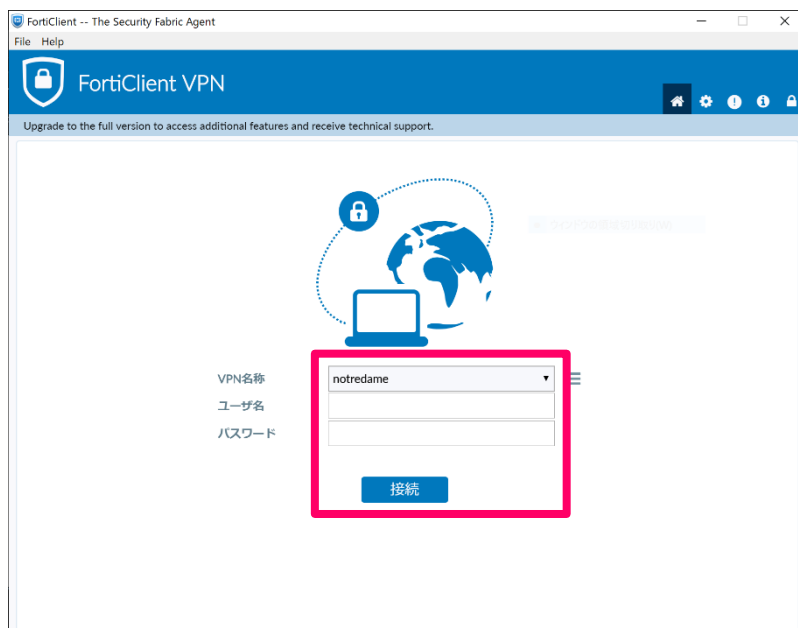 FortiClient -- The Security Fabric Agent
File Help
FortiClient VPN
Upgrade to the full version to access additional features and receive technical support.
VPN名称 notredame
ユーザ名
パスワード
接続